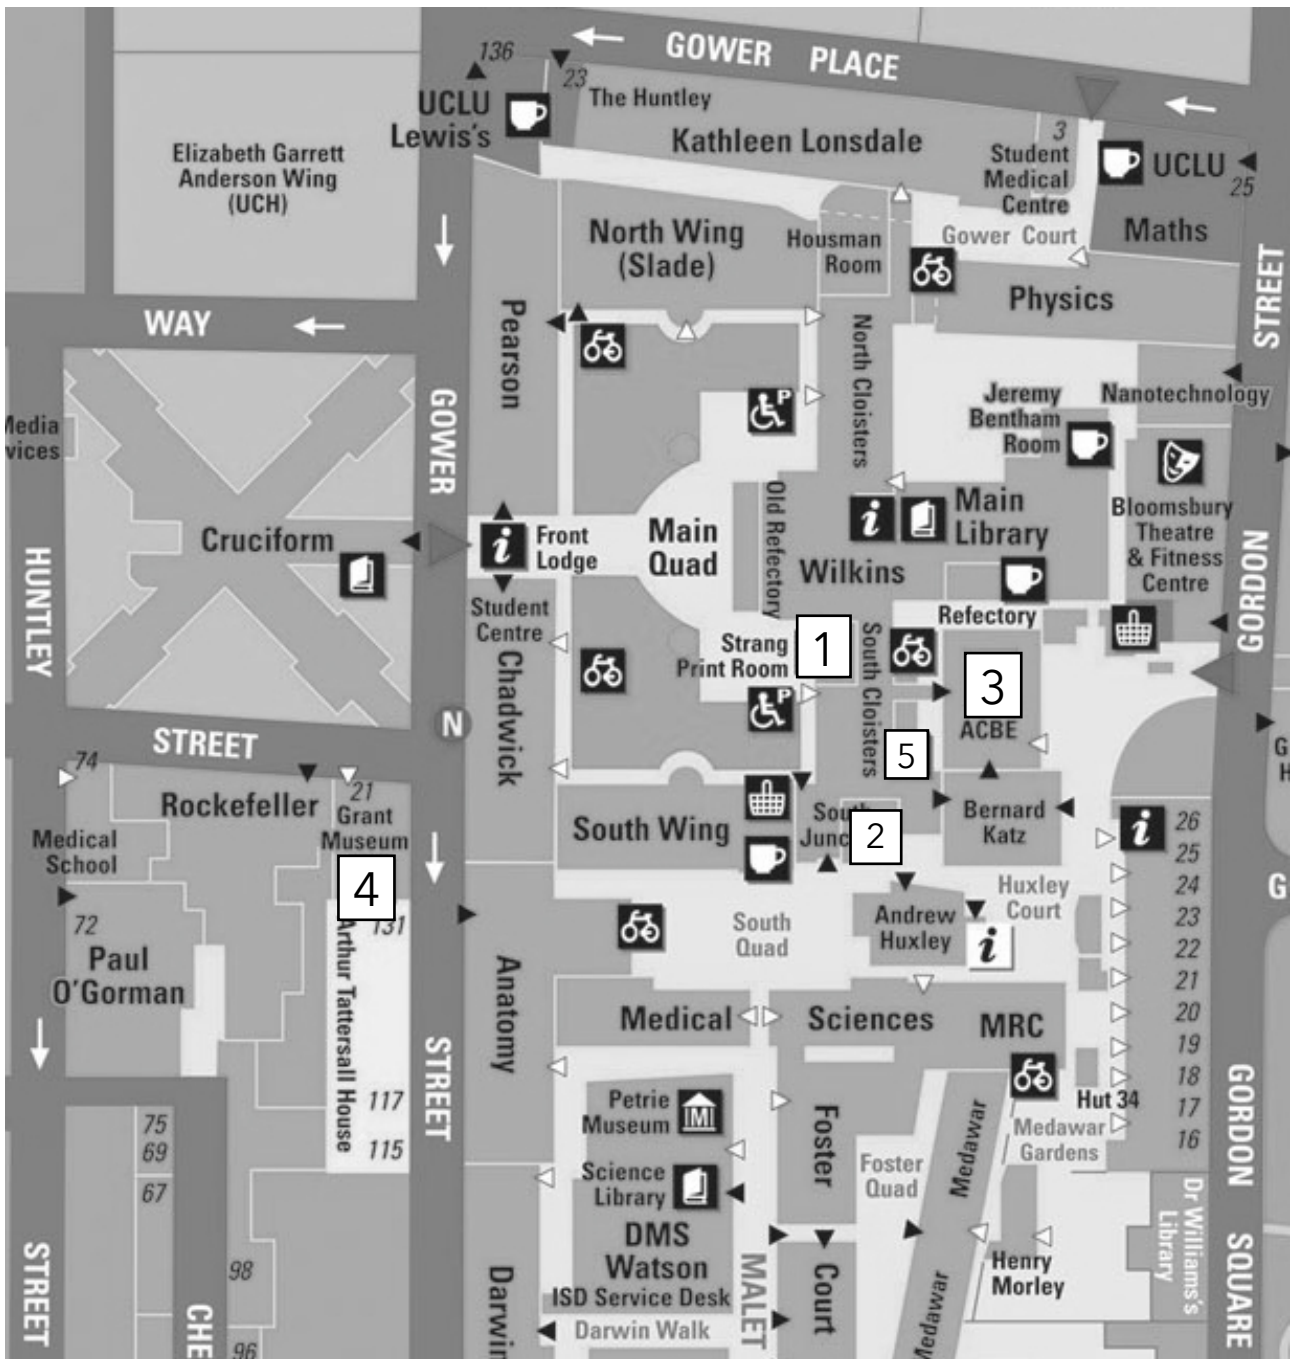 GOWER PLACE
136
23
The Huntley
UCLU
Lewis's
Kathleen Lonsdale
3
Student
Medical
Centre
UCLU
25
Maths
Elizabeth Garrett
Anderson Wing
(UCH)
North Wing
(Slade)
Housman
Room
Gower Court
Physics
STREET
WAY
Pearson
North Cloisters
GOWER
Jeremy
Bentham
Room
Nanotechnology
Bloomsbury
Theatre
& Fitness
Centre
Media
vices
Cruciform
Front
Lodge
Main
Quad
Old Refectory
Main
Library
Wilkins
Refectory
HUNTLEY
GORDON
Student
Centre
Chadwick
Strang
Print Room
1
South Cloisters
3
ACBE
5
N
STREET
74
Rockefeller
21
Grant
Museum
Medical
School
4
131
72
Paul
O'Gorman
Arthur Tattersall House
117
115
South Wing
South
Junc
2
Bernard
Katz
G
H
G
26
25
24
23
22
21
20
19
18
17
16
Huxley
Court
Andrew
Huxley
South
Quad
Anatomy
Medical
Sciences
MRC
STREET
Petrie
Museum
Science
Library
DMS
Watson
ISD Service Desk
Darwin Walk
Darwin
MALET
Foster
Court
Foster
Quad
Medawar
Medawar
Hut 34
Medawar
Gardens
Henry
Morley
Dr Williams's
Library
GORDON
SQUARE
75
69
67
98
96
STREET
CHE